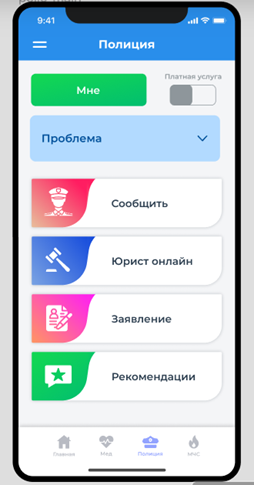 9:41
Полиция
Мне
Платная услуга
Проблема
Сообщить
Юрист онлайн
Заявление
Рекомендации
Главная
Мед
Полиция
МЧС